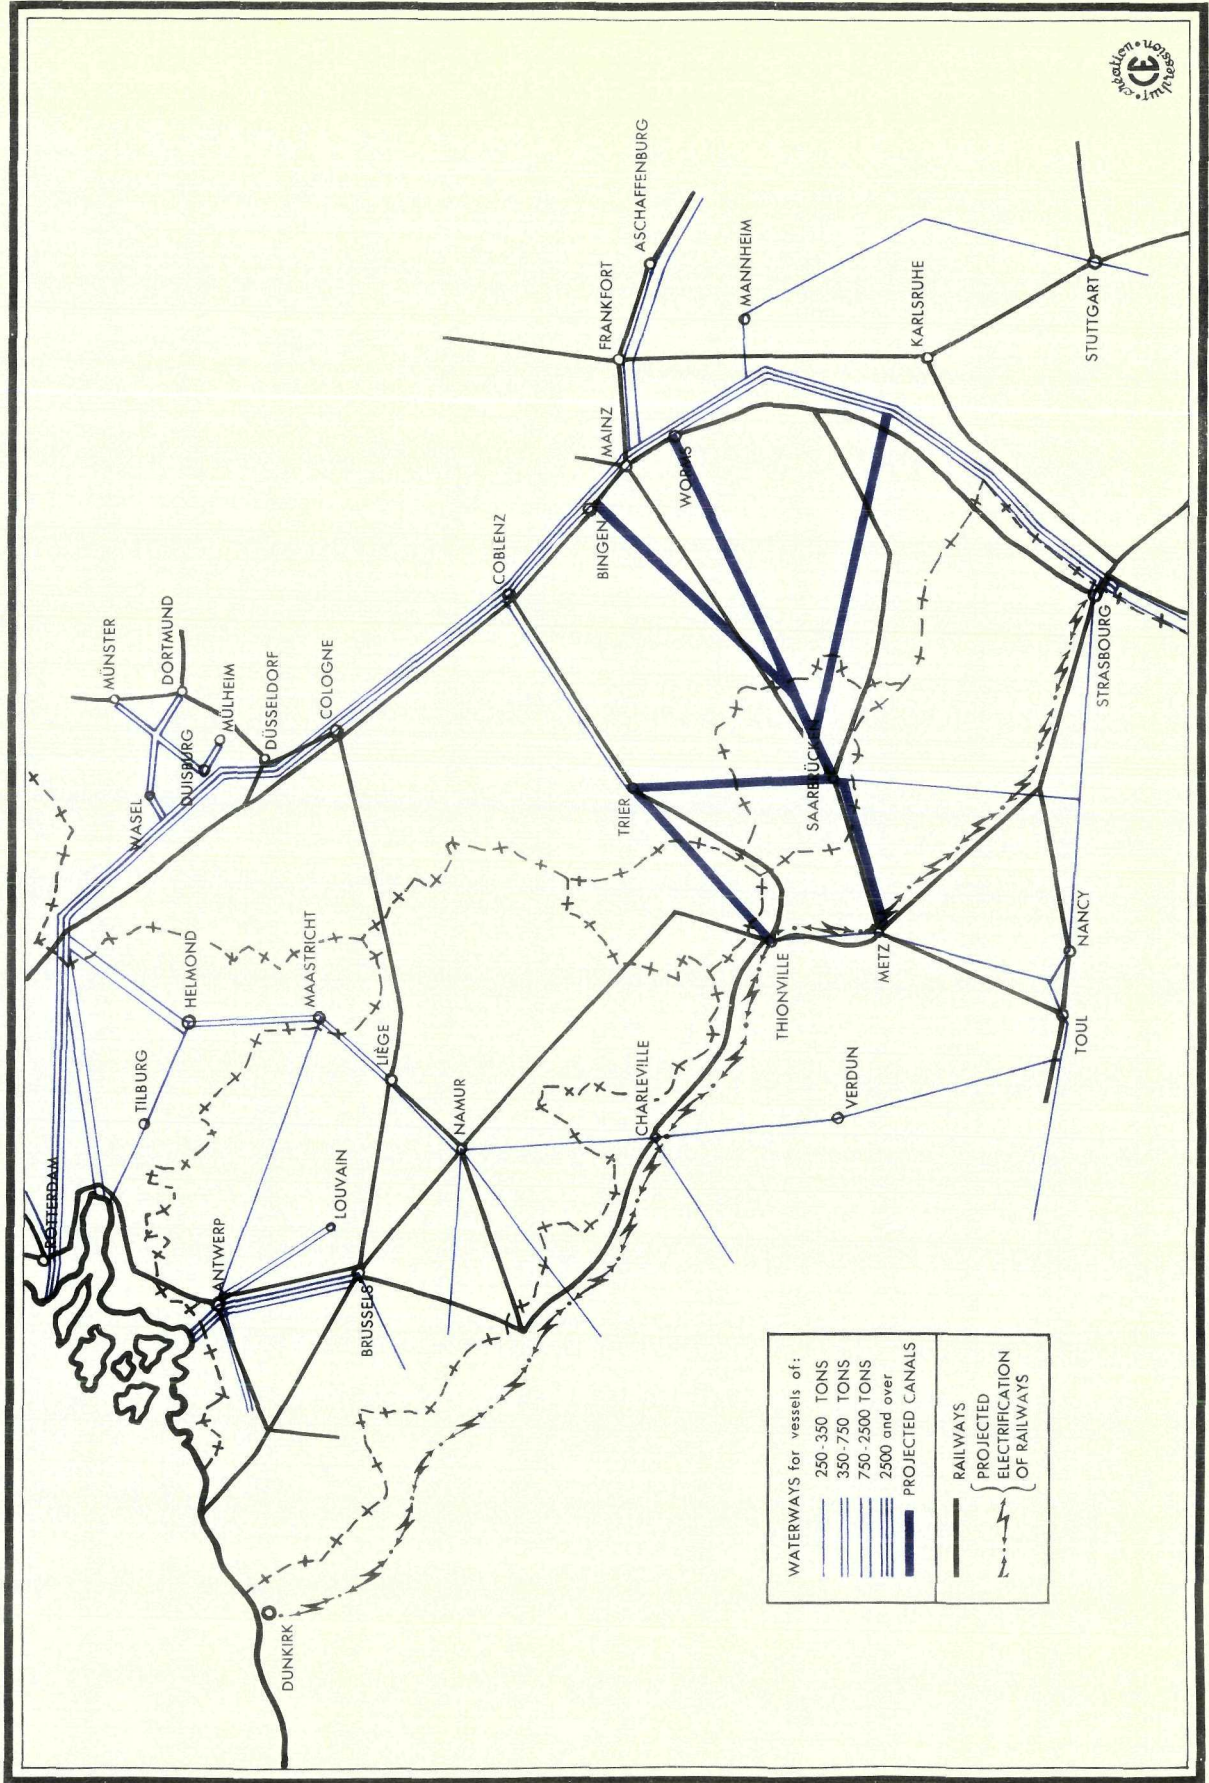 création • impression
CE
MÜNSTER
DORTMUND
MÜLHEIM
DUISBURG
WASEL
DÜSSELDORF
COLOGNE
COBLENZ
BINGEN
MAINZ
FRANKFORT
ASCHAFFENBURG
WORMS
MANNHEIM
KARLSRUHE
STUTTGART
STRASBOURG
SAARBRÜCKEN
TRIER
THIONVILLE
METZ
NANCY
TOUL
VERDUN
CHARLEVILLE
NAMUR
LIÈGE
MAASTRICHT
HELMOND
TILBURG
ROTTERDAM
ANTWERP
LOUVAIN
BRUSSELS
DUNKIRK
WATERWAYS for vessels of:
250-350 TONS
350-750 TONS
750-2500 TONS
2500 and over
PROJECTED CANALS
RAILWAYS
PROJECTED
ELECTRIFICATION
OF RAILWAYS